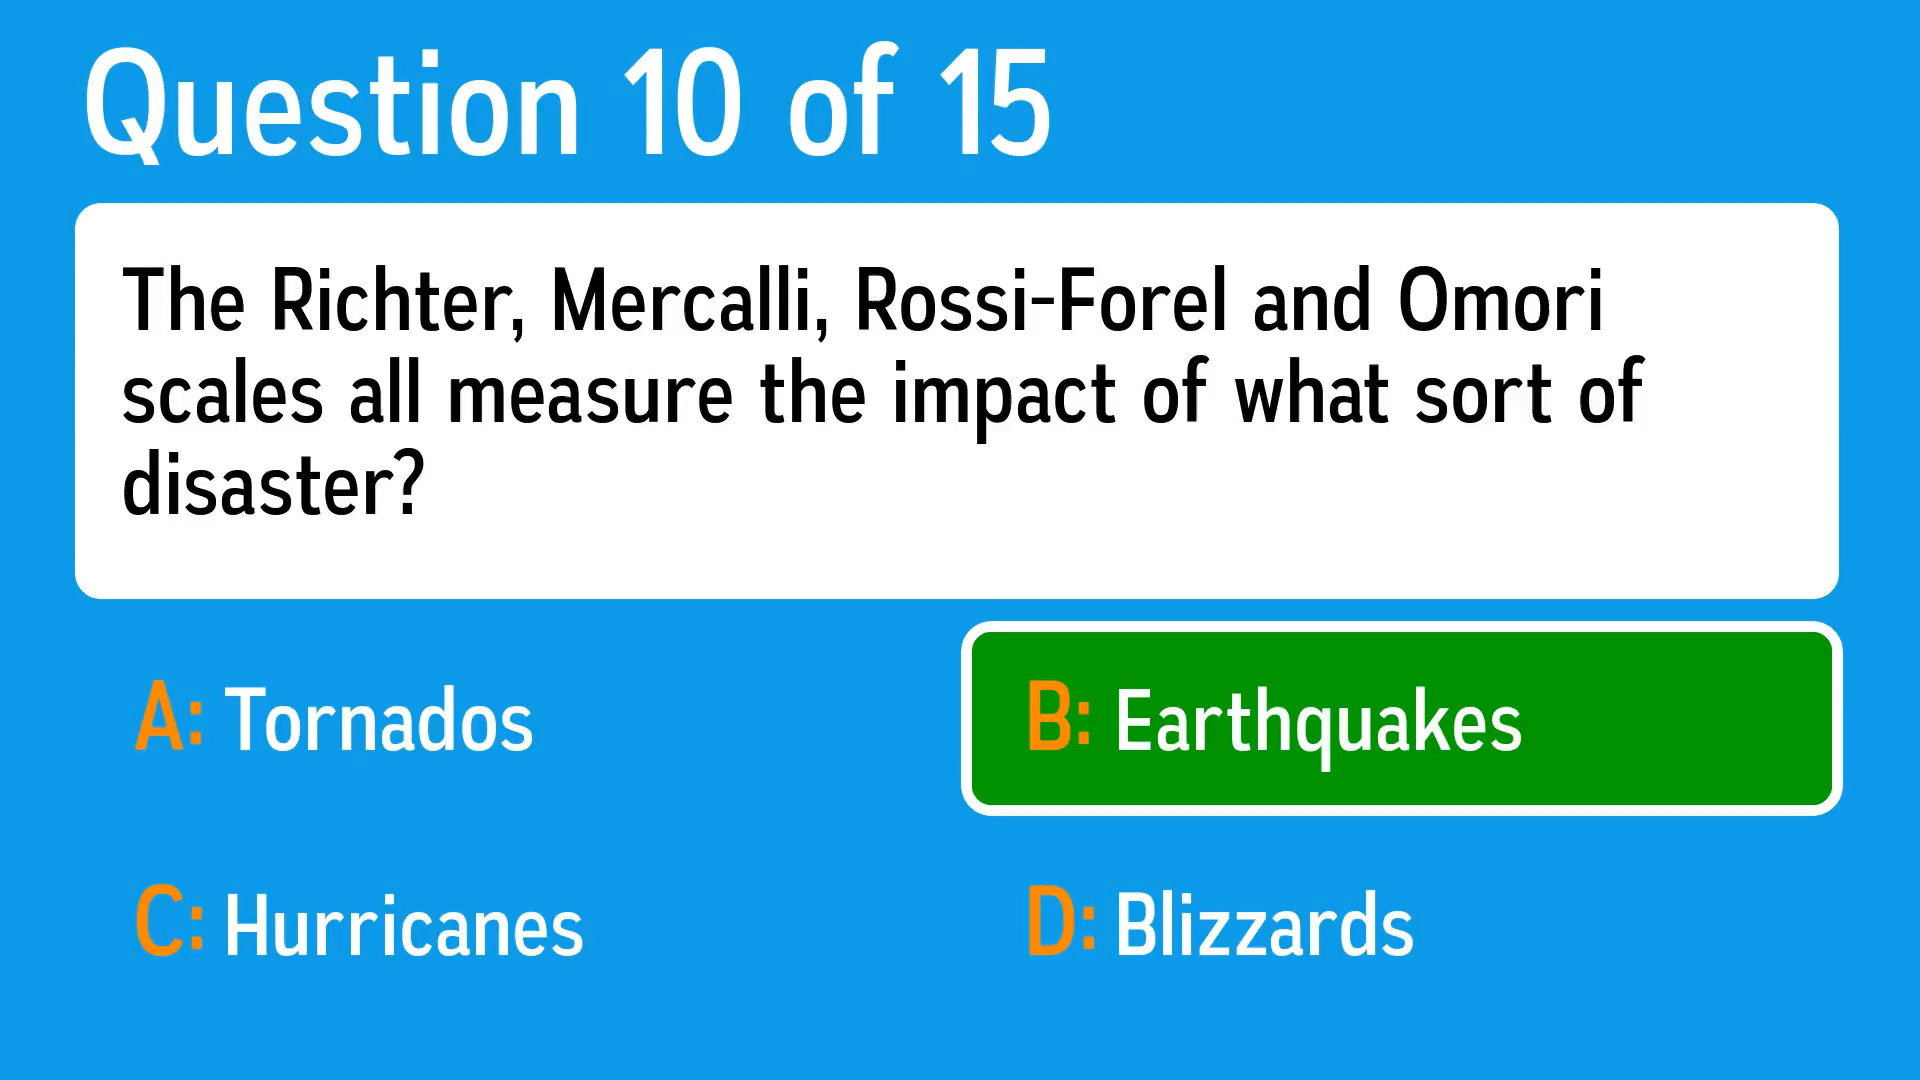 Question 10 of 15
The Richter, Mercalli, Rossi-Forel and Omori
scales all measure the impact of what sort of
disaster?
A: Tornados
B: Earthquakes
C: Hurricanes
D: Blizzards